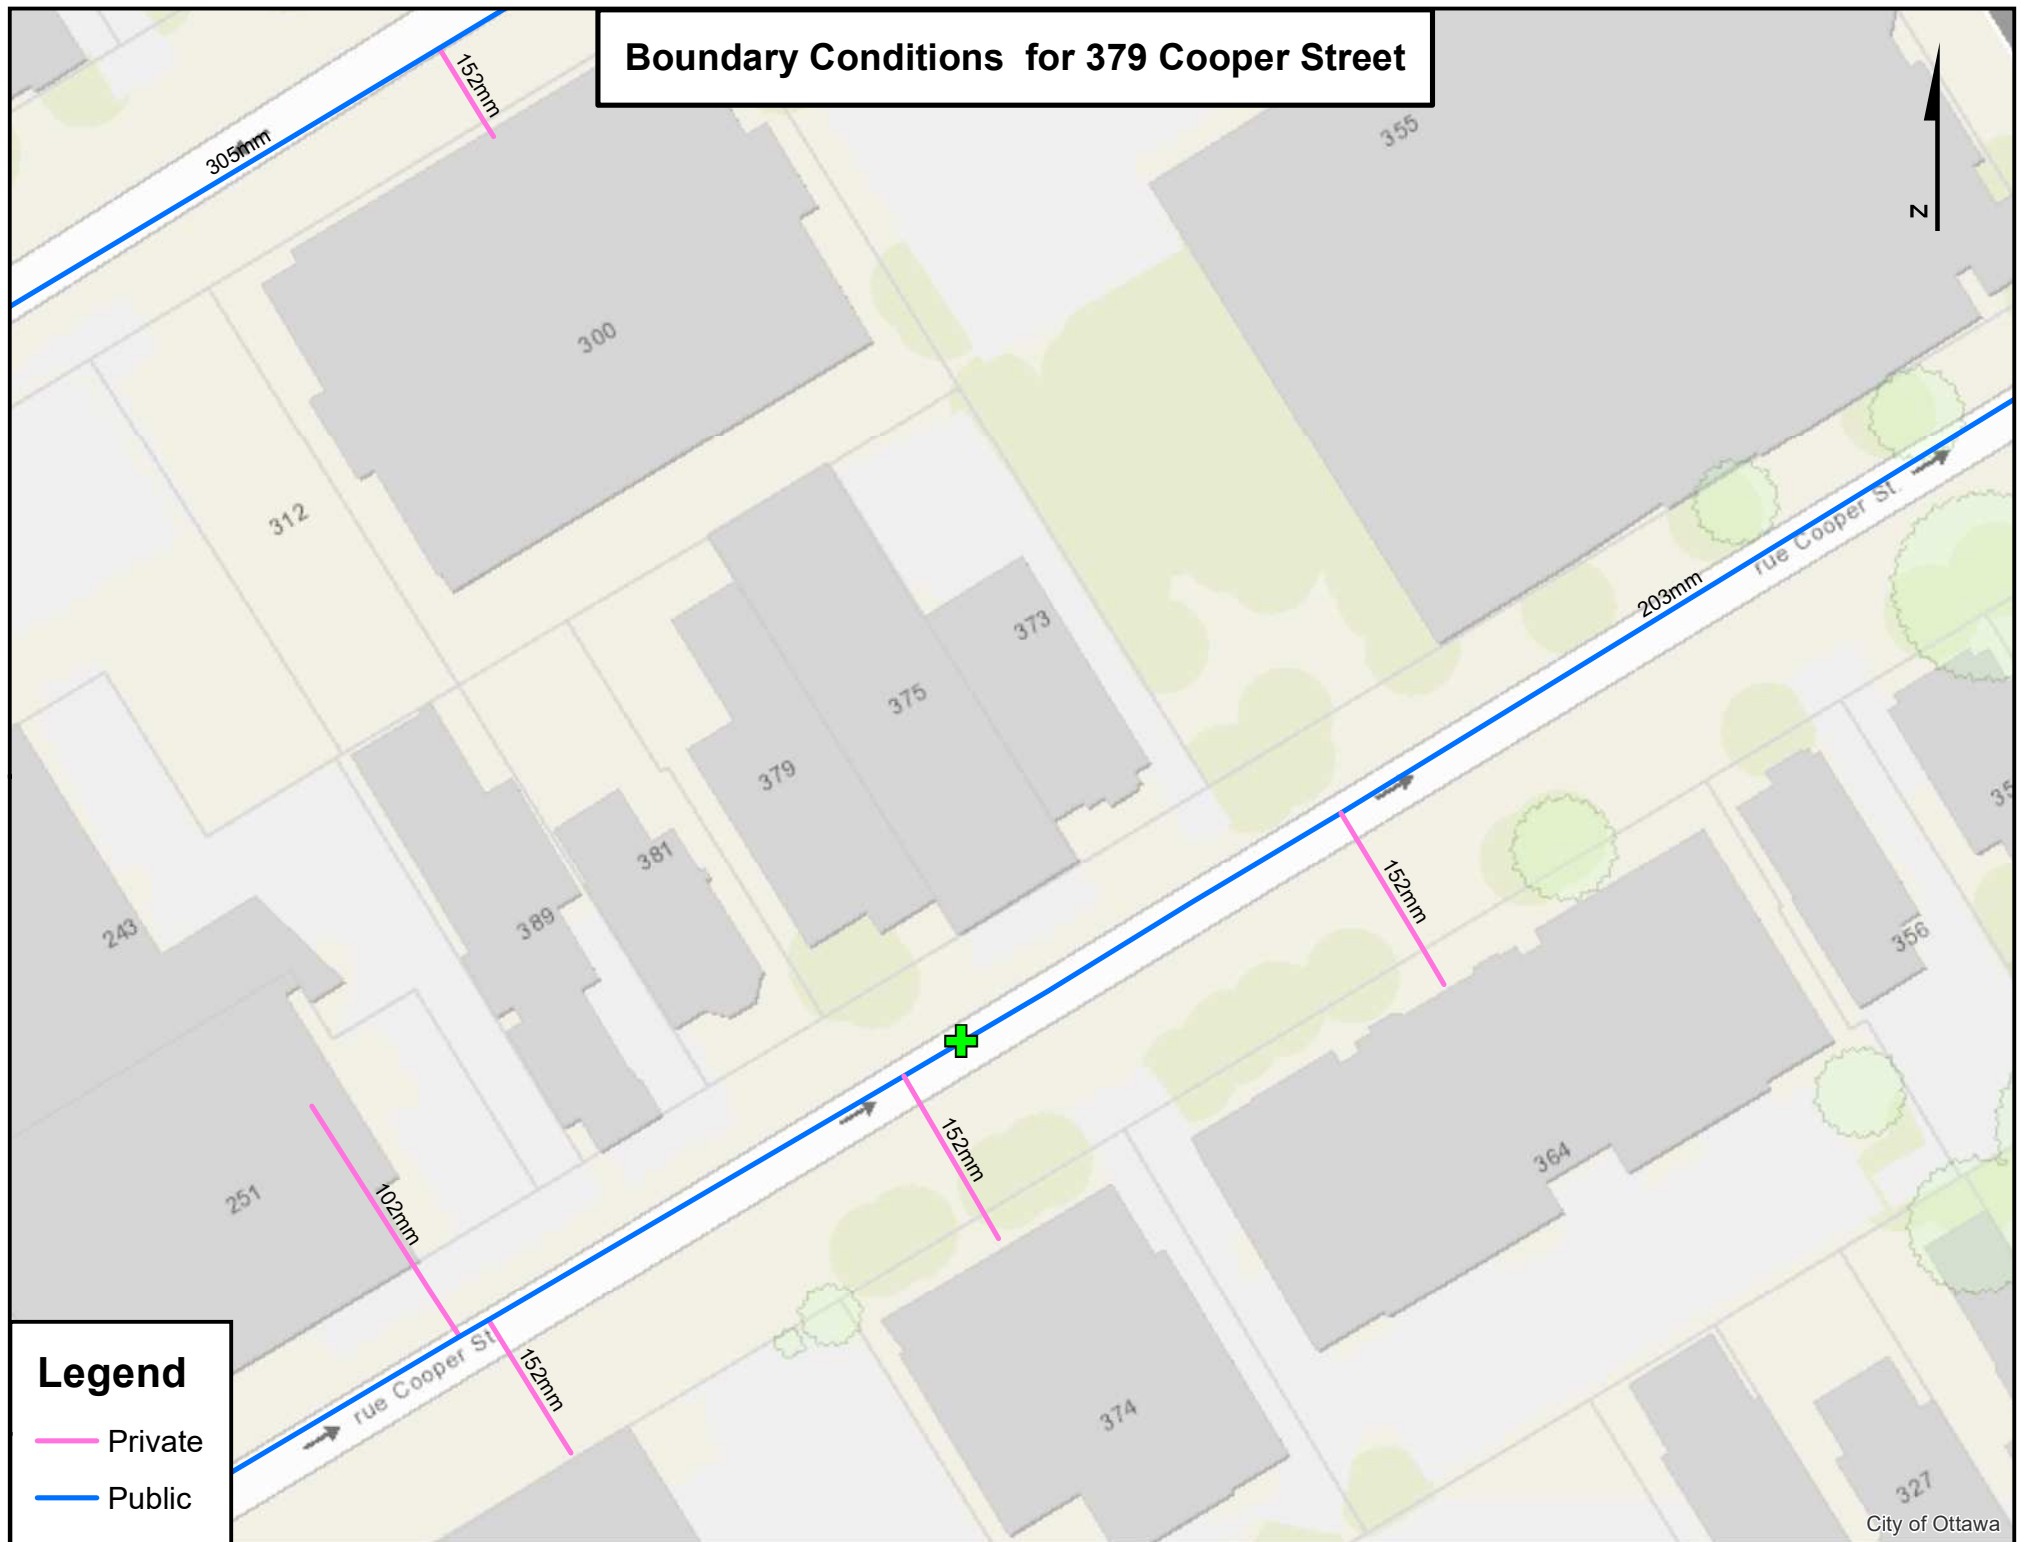 Boundary Conditions for 379 Cooper Street
152mm
305mm
355
N
300
312
rue Cooper St.
203mm
373
375
379
381
389
243
152mm
356
364
152mm
251
102mm
rue Cooper St.
152mm
374
327
Legend
Private
Public
City of Ottawa